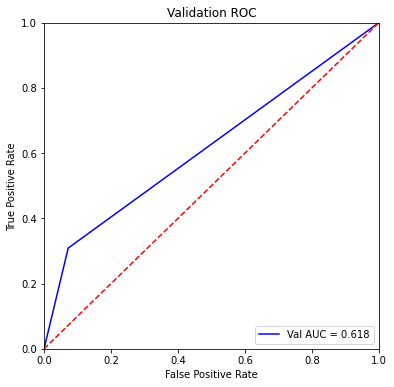 Validation ROC
1.0
0.8
0.6
0.4
0.2
0.0
True Positive Rate
Val AUC = 0.618
0.0 0.2 0.4 0.6 0.8 1.0
False Positive Rate